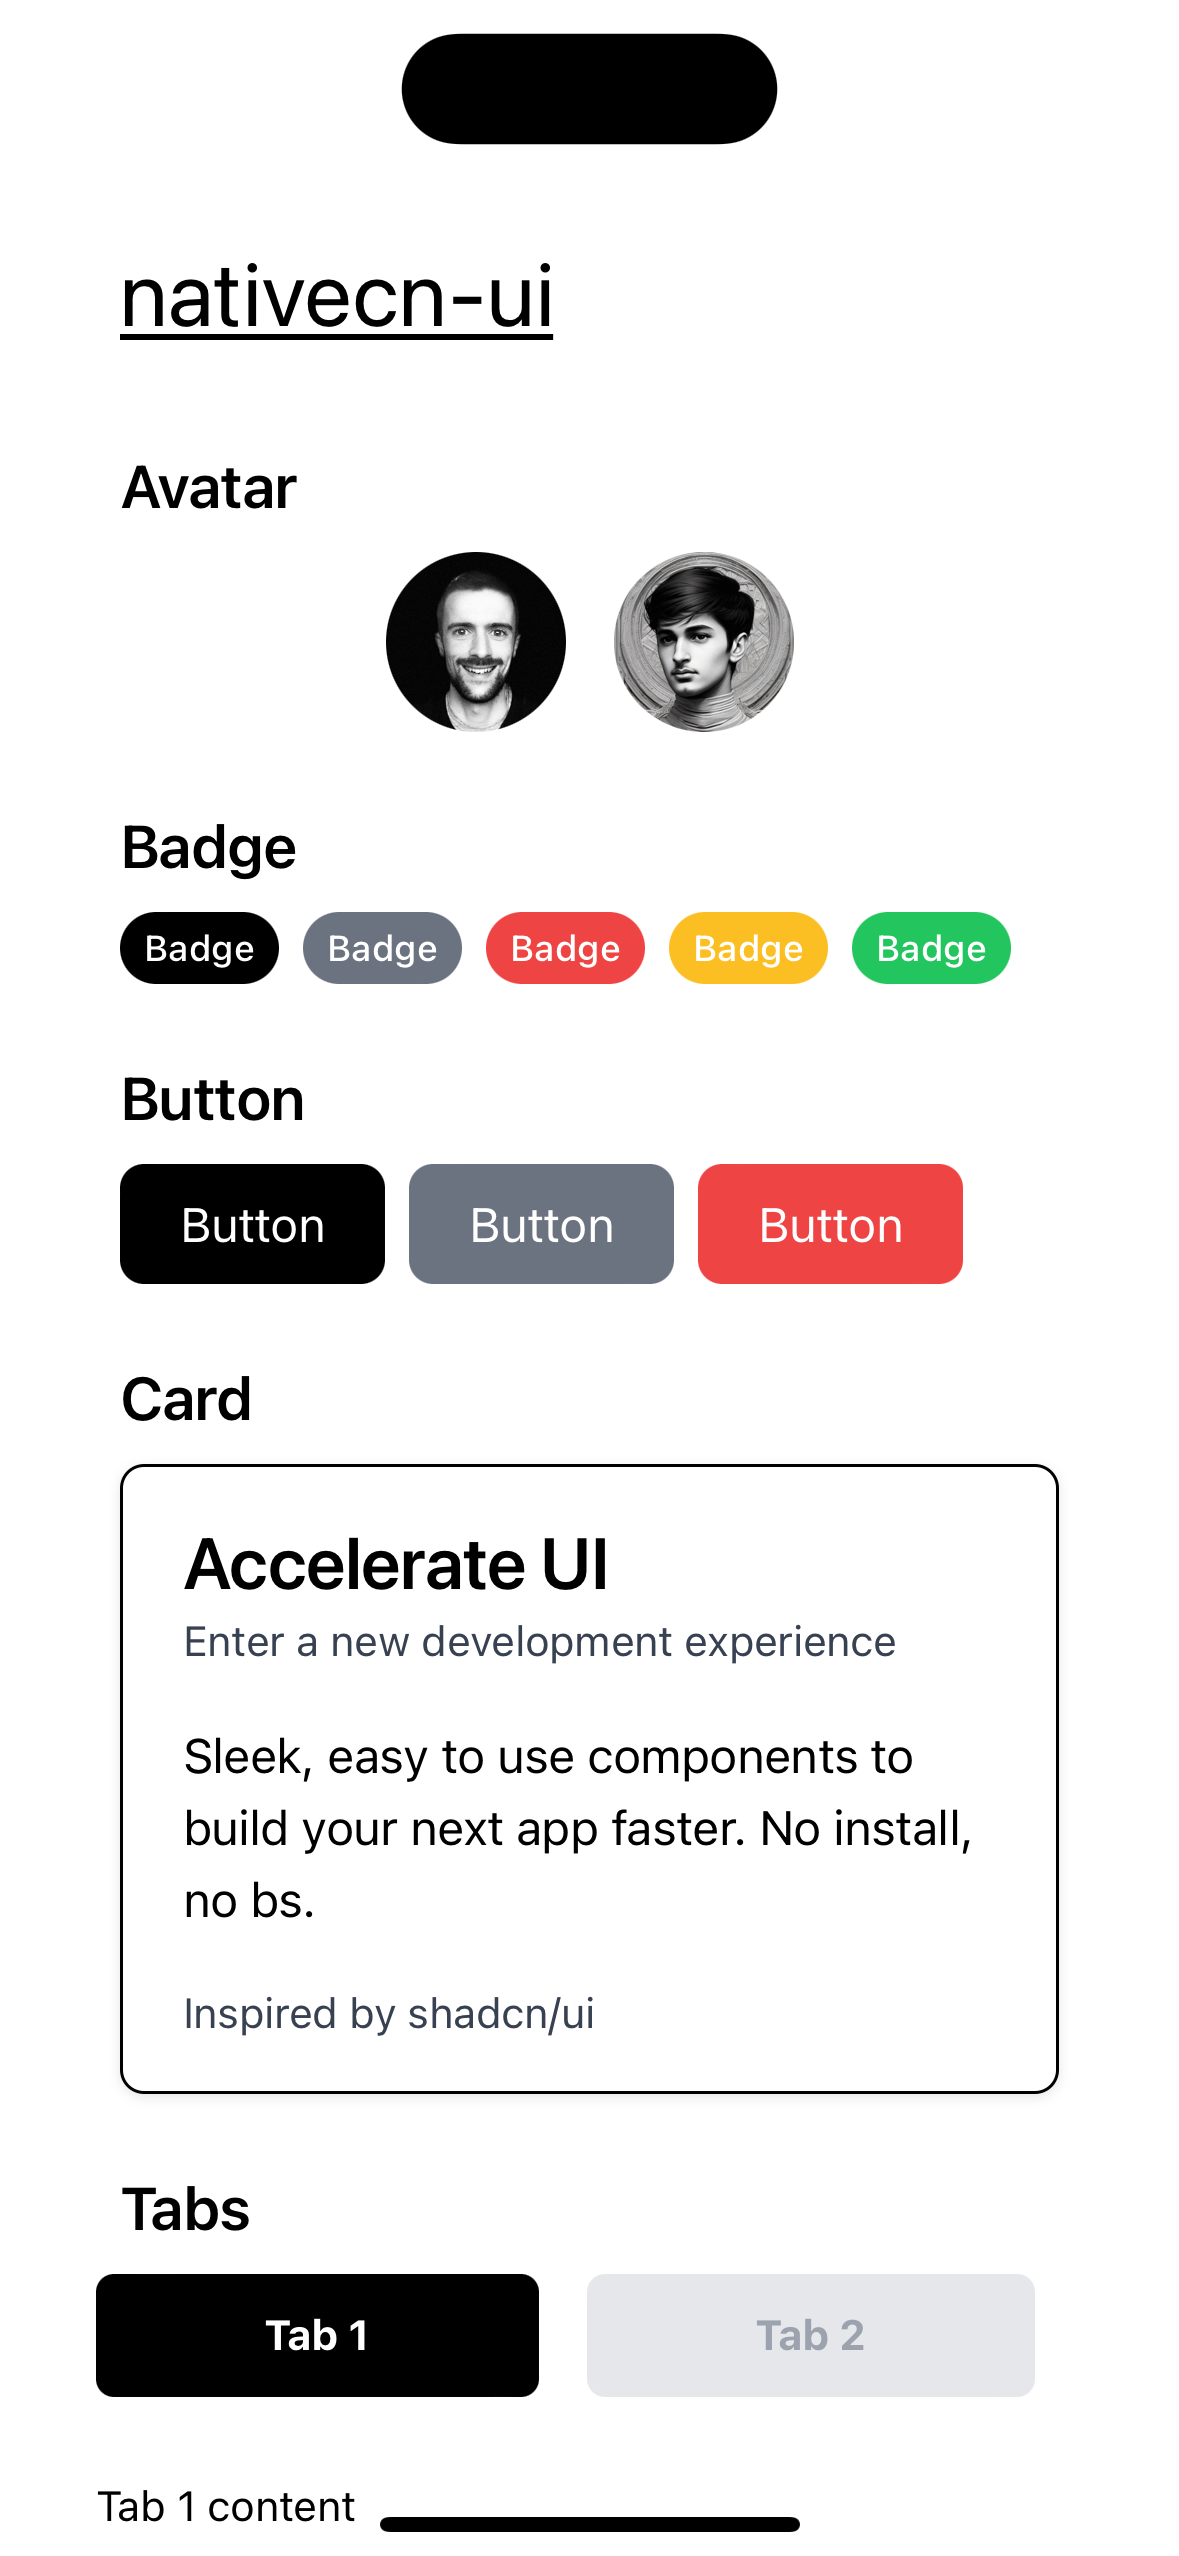 nativecn-ui
Avatar
Badge
Badge Badge Badge Badge Badge
Button
Button Button Button
Card
Accelerate UI
Enter a new development experience
Sleek, easy to use components to
build your next app faster. No install,
no bs.
Inspired by shadcn/ui
Tabs
Tab 1 Tab 2
Tab 1 content